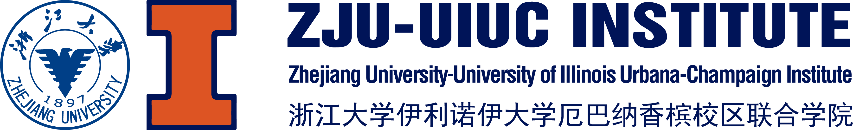 浙江大学
1897
ZHEJIANG UNIVERSITY
I
ZJU-UIUC INSTITUTE
Zhejiang University-University of Illinois Urbana-Champaign Institute
浙江大学伊利诺伊大学厄巴纳香槟校区联合学院